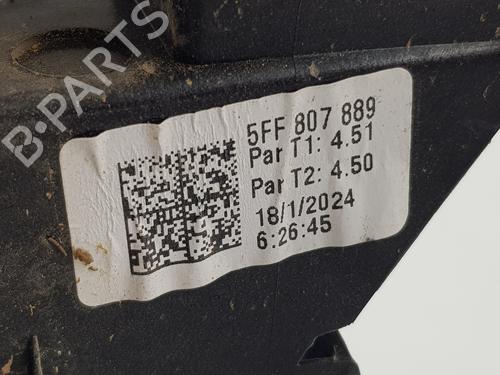 B-PARTS
5FF 807 889
Par T1: 4.51
Par T2: 4.50
18/1/2024
6:26:45